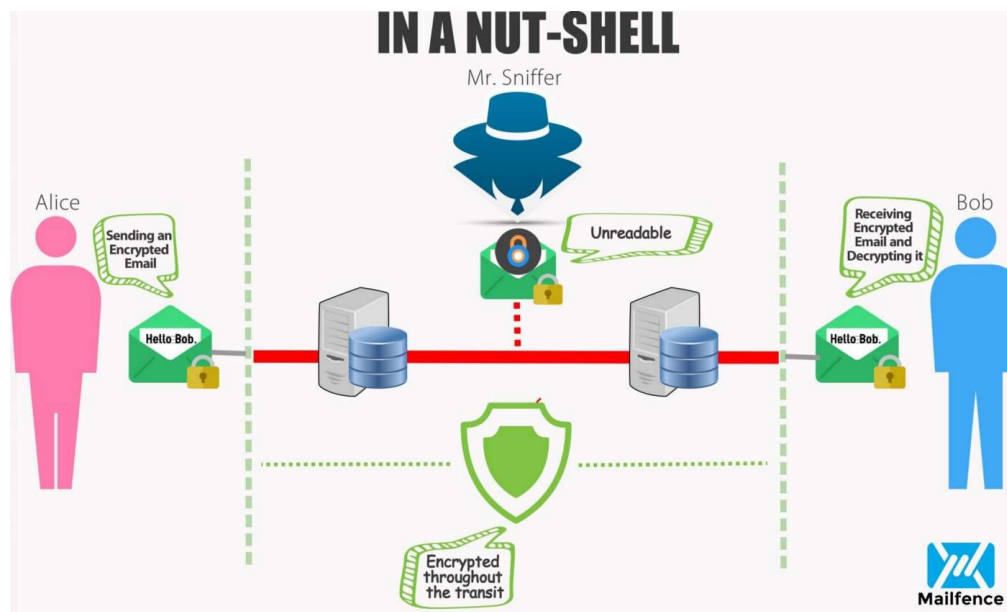 IN A NUT-SHELL
Mr. Sniffer
Alice
Sending an
Encrypted
Email
Unreadable
Receiving
Encrypted
Email and
Decrypting it
Bob
Hello Bob.
Hello Bob.
Encrypted
throughout
the transit
Mailfence